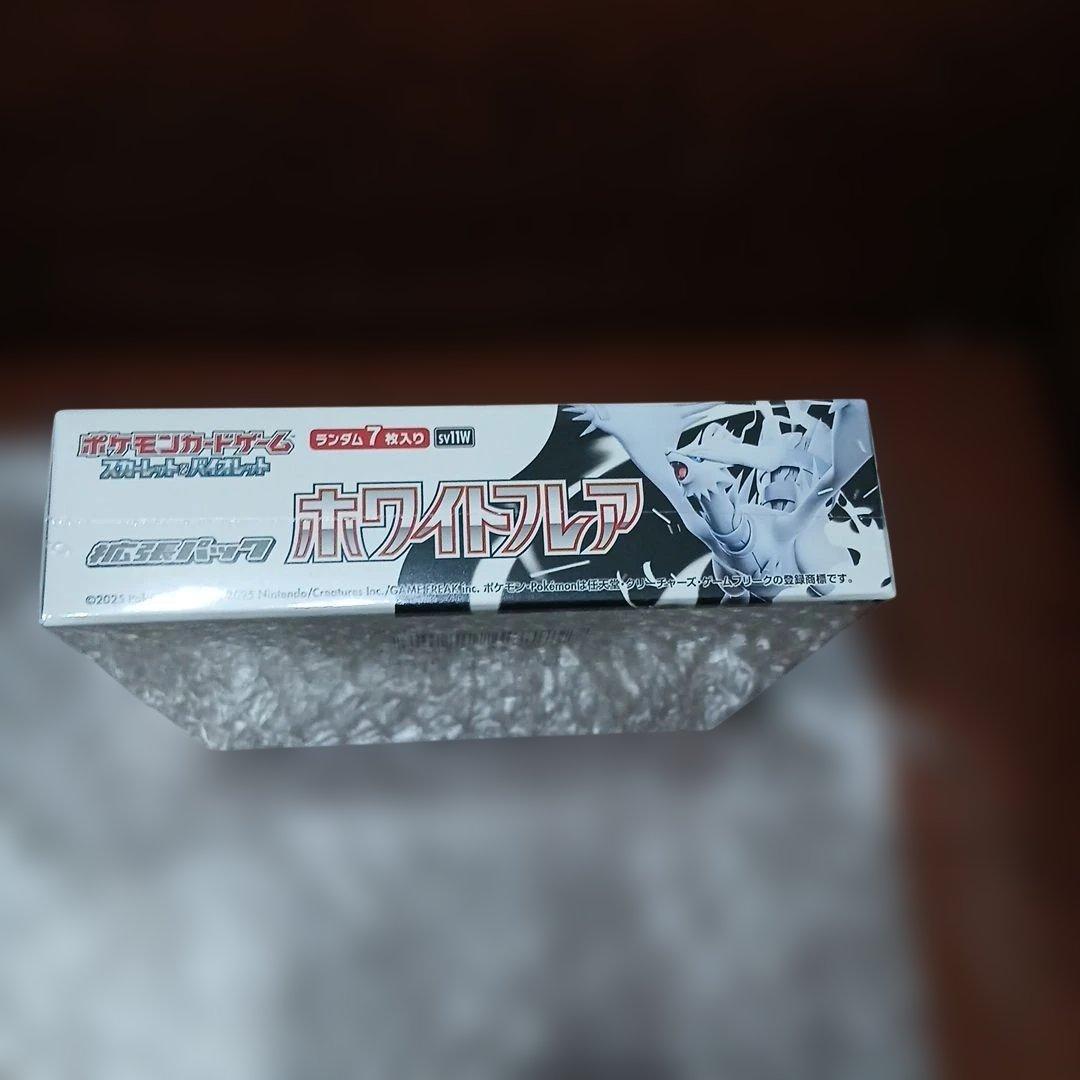 ポケモンカードゲーム
スカーレット&バイオレット
ランダム7枚入り sv11W
拡張パック
ホワイトフレア
©2025 2025 Nintendo/Creatures Inc./GAME FREAK inc. ポケモン・Pokémonは任天堂・クリーチャーズ・ゲームフリークの登録商標です。